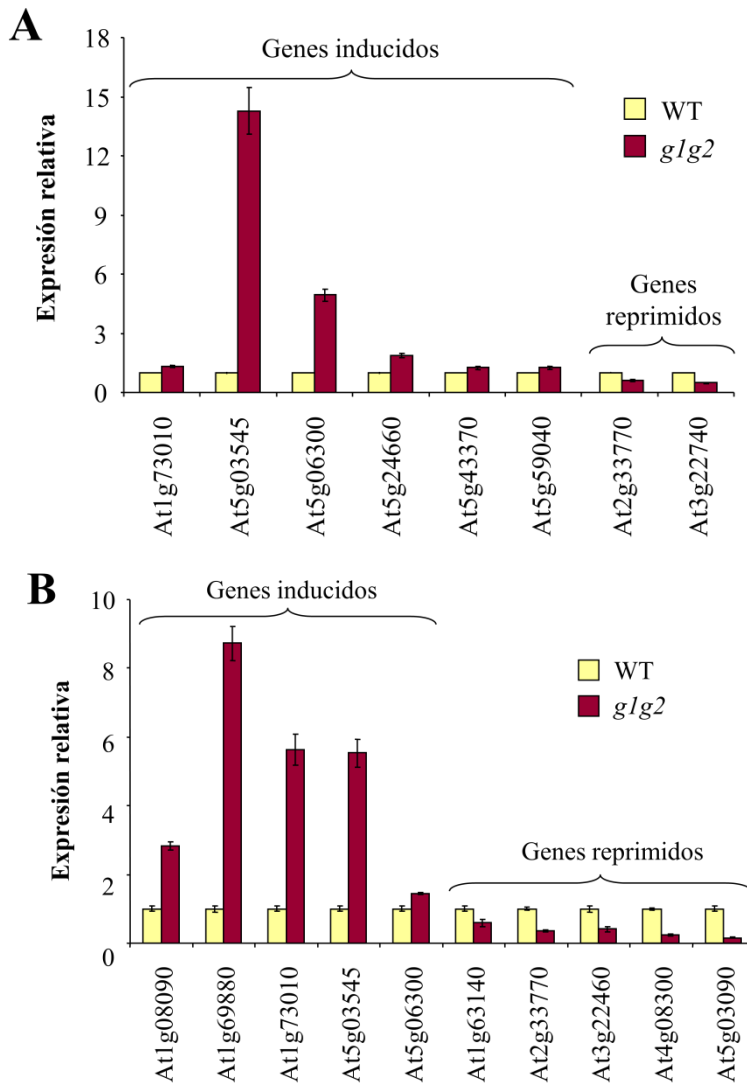 A
18
15
12
9
6
3
0
Expresión relativa
Genes inducidos
WT
g1g2
Genes
reprimidos
At1g73010
At5g03545
At5g06300
At5g24660
At5g43370
At5g59040
At2g33770
At3g22740
B
10
8
6
4
2
0
Expresión relativa
Genes inducidos
WT
g1g2
Genes reprimidos
At1g08090
At1g69880
At1g73010
At5g03545
At5g06300
At1g63140
At2g33770
At3g22460
At4g08300
At5g03090